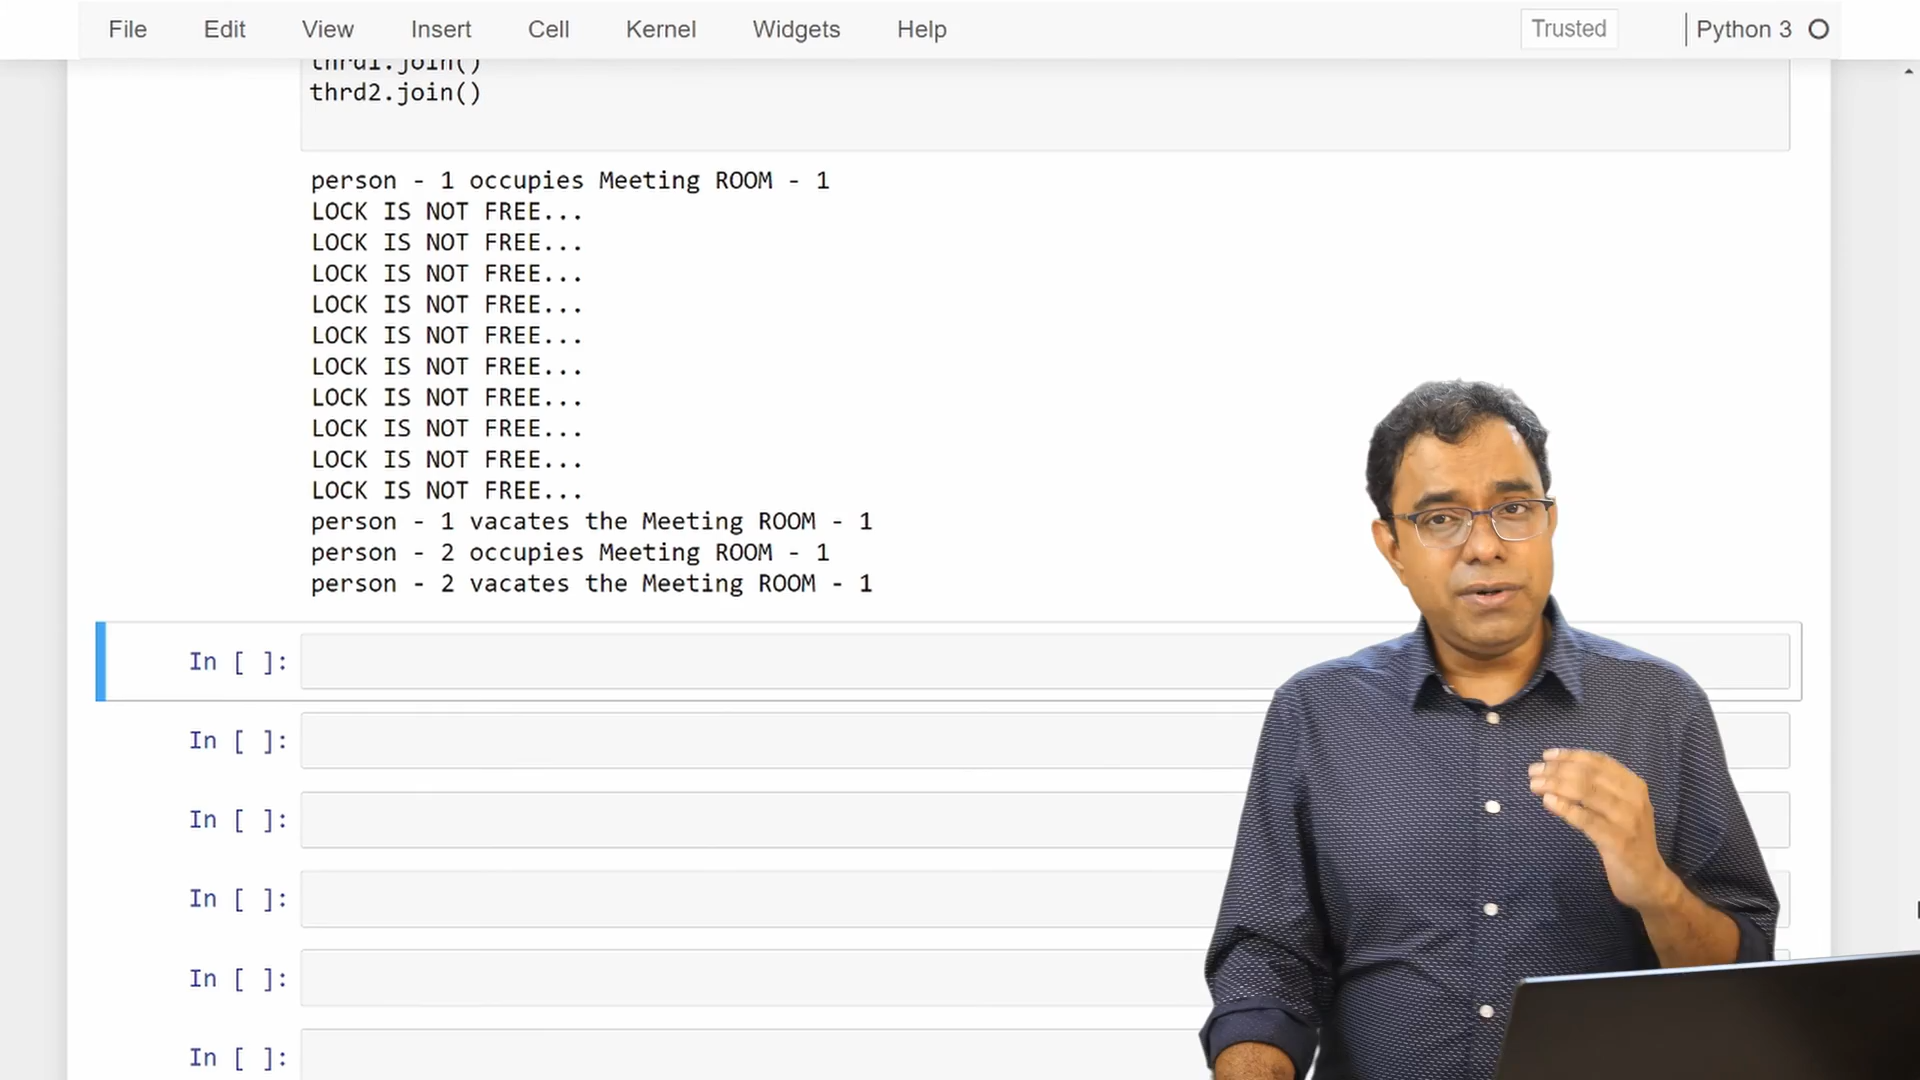 File Edit View Insert Cell Kernel Widgets Help Trusted Python 3
thrd1.join()
thrd2.join()
person - 1 occupies Meeting ROOM - 1
LOCK IS NOT FREE...
LOCK IS NOT FREE...
LOCK IS NOT FREE...
LOCK IS NOT FREE...
LOCK IS NOT FREE...
LOCK IS NOT FREE...
LOCK IS NOT FREE...
LOCK IS NOT FREE...
LOCK IS NOT FREE...
LOCK IS NOT FREE...
person - 1 vacates the Meeting ROOM - 1
person - 2 occupies Meeting ROOM - 1
person - 2 vacates the Meeting ROOM - 1
In [ ]:
In [ ]:
In [ ]:
In [ ]:
In [ ]:
In [ ]: